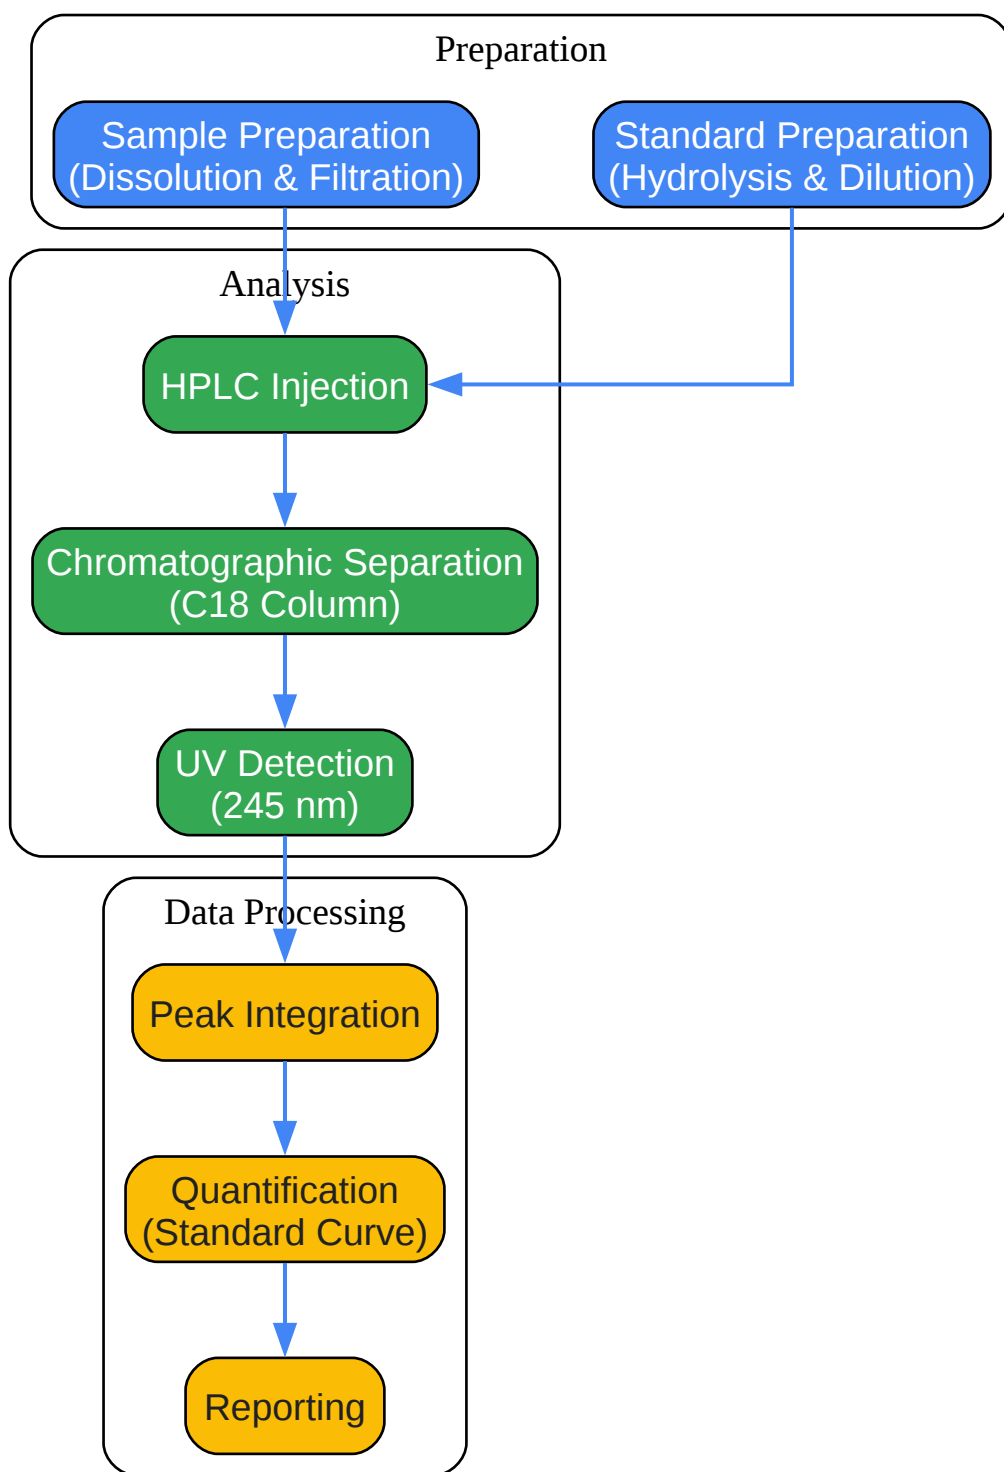 Preparation
Sample Preparation
(Dissolution & Filtration)
Standard Preparation
(Hydrolysis & Dilution)
Analysis
HPLC Injection
Chromatographic Separation
(C18 Column)
UV Detection
(245 nm)
Data Processing
Peak Integration
Quantification
(Standard Curve)
Reporting